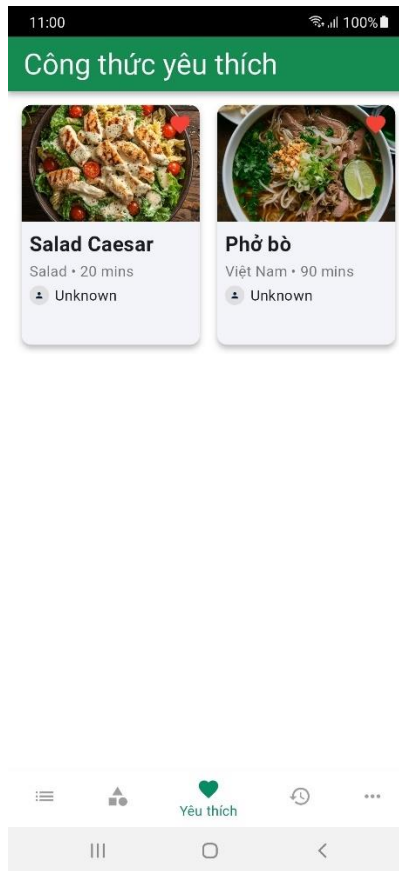 11:00 100%
Công thức yêu thích
Salad Caesar
Salad • 20 mins
Unknown
Phở bò
Việt Nam • 90 mins
Unknown
Yêu thích